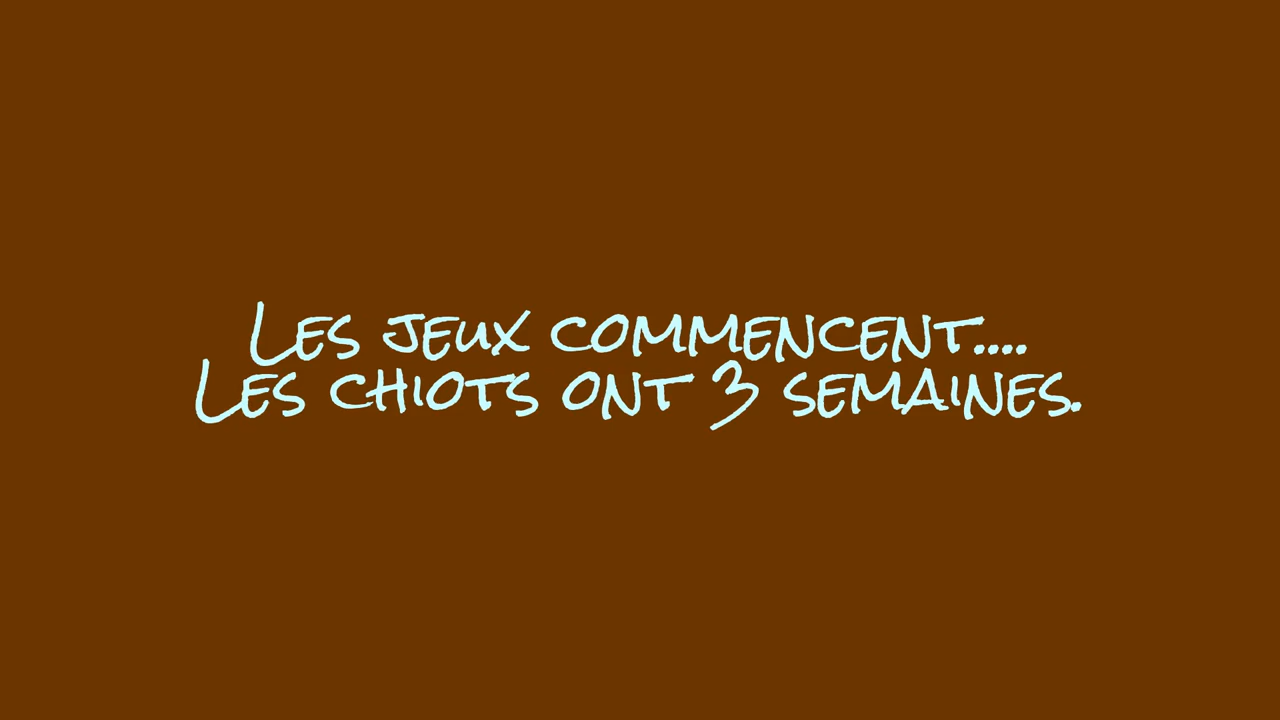 Les jeux commencent....
Les chiots ont 3 semaines.